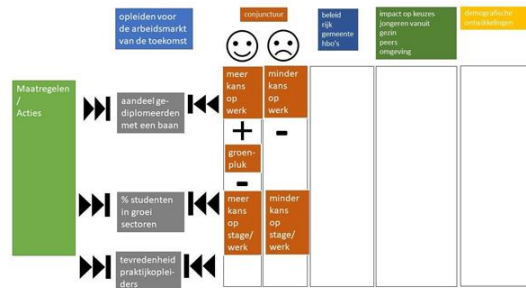 opleiden voor
de arbeidsmarkt
van de toekomst
conjunctuur
beleid
rijk
gemeente
hbo's
impact op keuzes
jongeren vanuit
gezin
peers
omgeving
demografische
ontwikkelingen
Maatregelen
/
Acties
aandeel ge-
diplomeerden
met een baan
meer
kans
op
werk
minder
kans
op
werk
+
-
groen-
pluk
-
% studenten
in groei
sectoren
meer
kans
op
stage/
werk
minder
kans
op
stage/
werk
tevredenheid
praktijkoplei-
ders